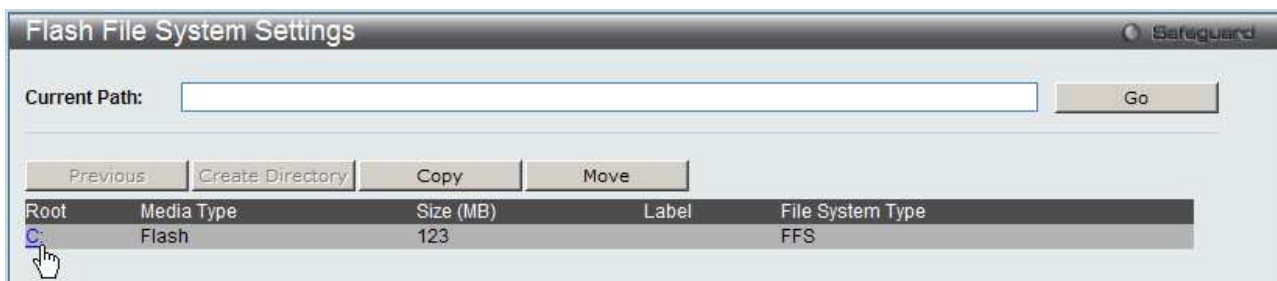 Flash File System Settings Safeguard
Current Path: Go
Previous Create Directory Copy Move
Root Media Type Size (MB) Label File System Type
C: Flash 123 FFS